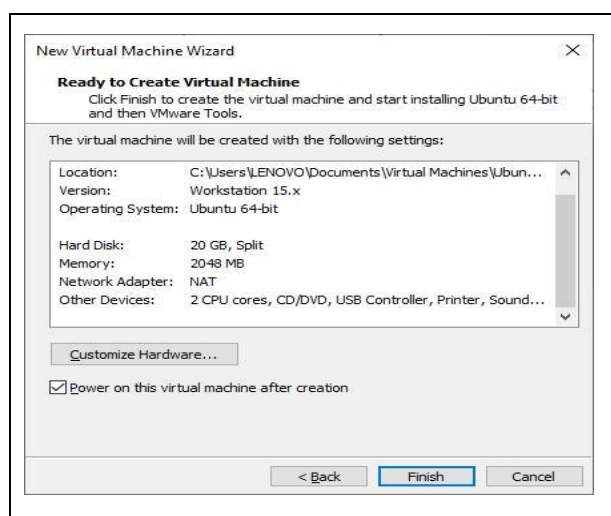 New Virtual Machine Wizard
Ready to Create Virtual Machine
Click Finish to create the virtual machine and start installing Ubuntu 64-bit
and then VMware Tools.
The virtual machine will be created with the following settings:
Location: C:\Users\LENOVO\Documents\Virtual Machines\Ubun...
Version: Workstation 15.x
Operating System: Ubuntu 64-bit
Hard Disk: 20 GB, Split
Memory: 2048 MB
Network Adapter: NAT
Other Devices: 2 CPU cores, CD/DVD, USB Controller, Printer, Sound...
Customize Hardware...
Power on this virtual machine after creation
< Back Finish Cancel